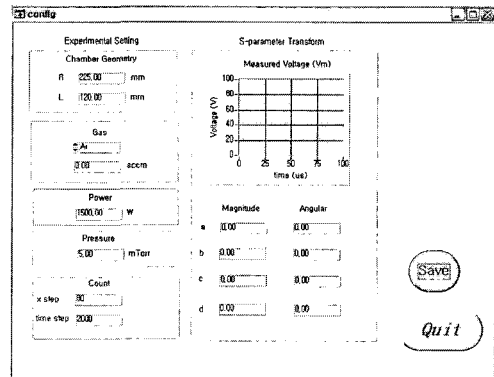 config
Experimental Setting
Chamber Geometry
R 225.00 mm
L 120.00 mm
Gas
Ar
0.00 sccm
Power
1500.00 W
Pressure
5.00 mTorr
Count
x step 80
time step 2000
S-parameter Transform
Measured Voltage (Vm)
Voltage (V)
100
80
60
40
20
0
0 25 50 75 100
time (us)
Magnitude Angular
a 0.00 0.00
b 0.00 0.00
c 0.00 0.00
d 0.00 0.00
Save
Quit